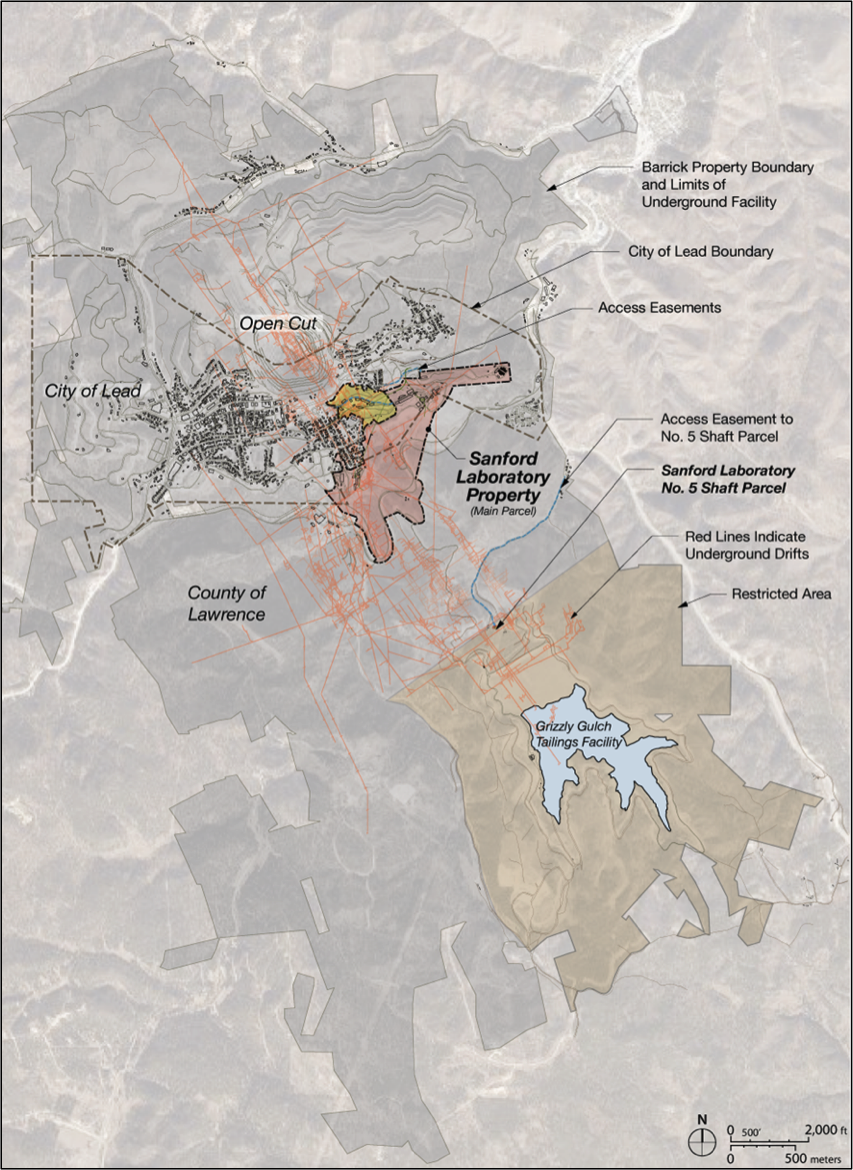 Barrick Property Boundary
and Limits of
Underground Facility
City of Lead Boundary
Access Easements
Open Cut
City of Lead
Access Easement to
No. 5 Shaft Parcel
Sanford Laboratory
Property
(Main Parcel)
Sanford Laboratory
No. 5 Shaft Parcel
Red Lines Indicate
Underground Drifts
County of
Lawrence
Restricted Area
Grizzly Gulch
Tailings Facility
N
0 500' 2,000 ft
0 500 meters